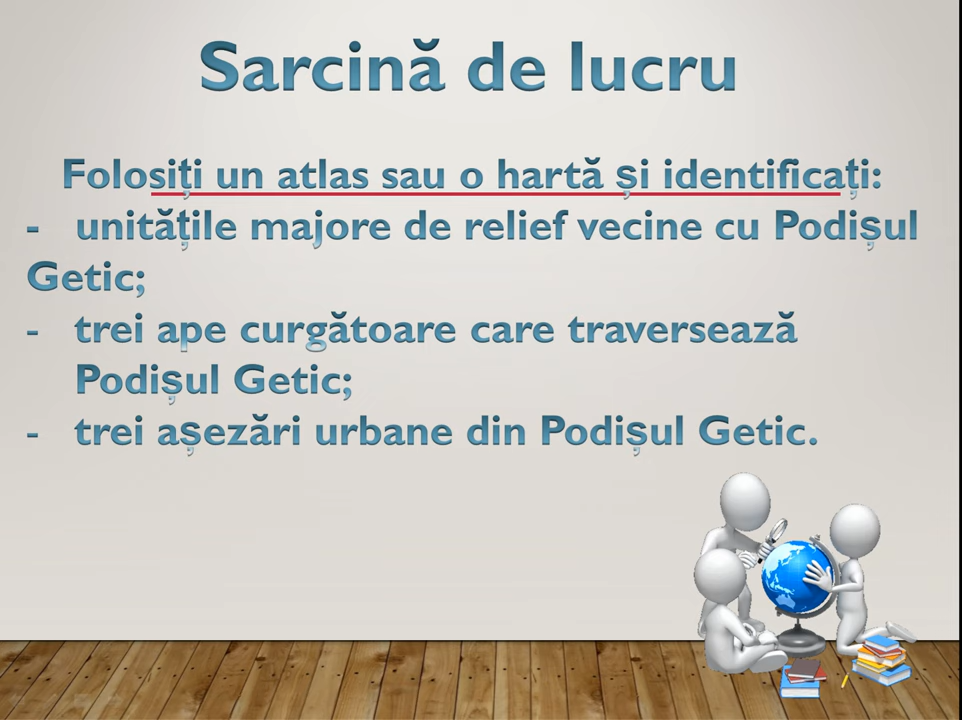 Sarcină de lucru
Folosiți un atlas sau o hartă și identificați:
- unitățile majore de relief vecine cu Podișul
Getic;
- trei ape curgătoare care traversează
Podișul Getic;
- trei așezări urbane din Podișul Getic.